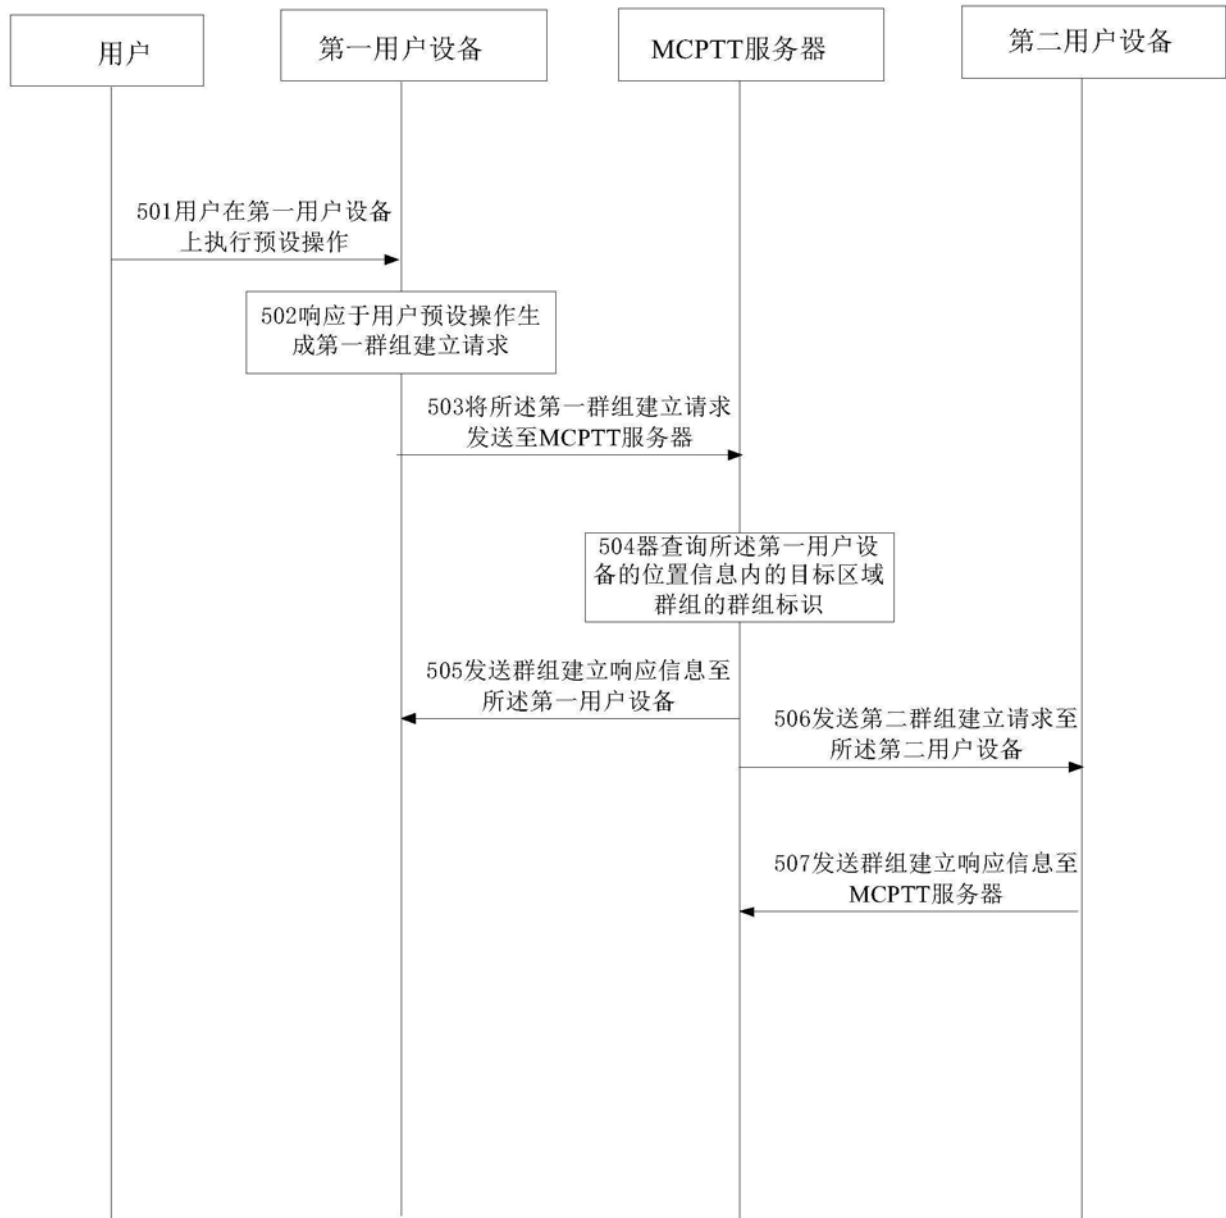 用户
第一用户设备
MCPTT服务器
第二用户设备
501用户在第一用户设备
上执行预设操作
502响应于用户预设操作生
成第一群组建立请求
503将所述第一群组建立请求
发送至MCPTT服务器
504器查询所述第一用户设
备的位置信息内的目标区域
群组的群组标识
505发送群组建立响应信息至
所述第一用户设备
506发送第二群组建立请求至
所述第二用户设备
507发送群组建立响应信息至
MCPTT服务器